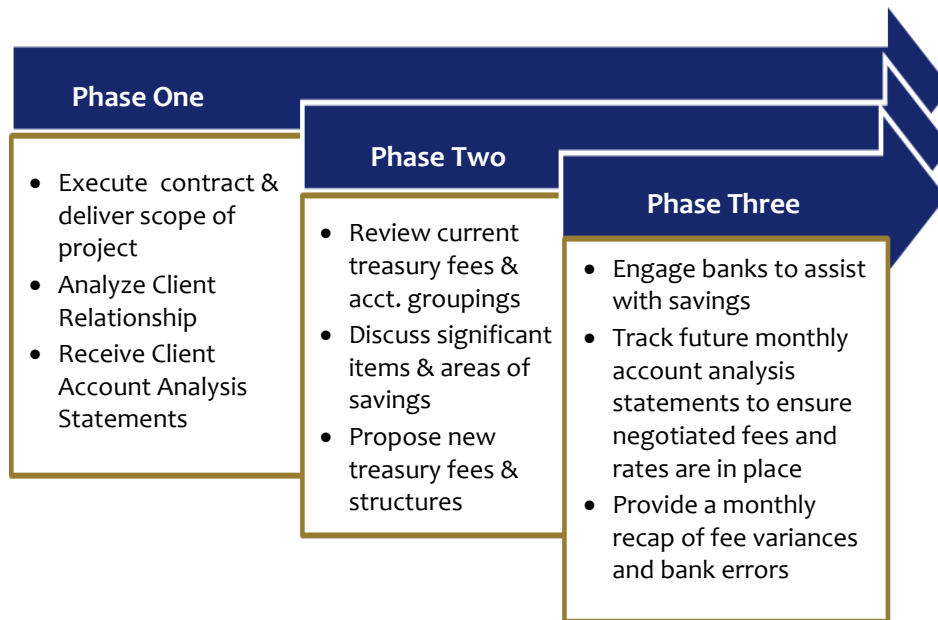 Phase One
• Execute contract &
deliver scope of
project
• Analyze Client
Relationship
• Receive Client
Account Analysis
Statements
Phase Two
• Review current
treasury fees &
acct. groupings
• Discuss significant
items & areas of
savings
• Propose new
treasury fees &
structures
Phase Three
• Engage banks to assist
with savings
• Track future monthly
account analysis
statements to ensure
negotiated fees and
rates are in place
• Provide a monthly
recap of fee variances
and bank errors